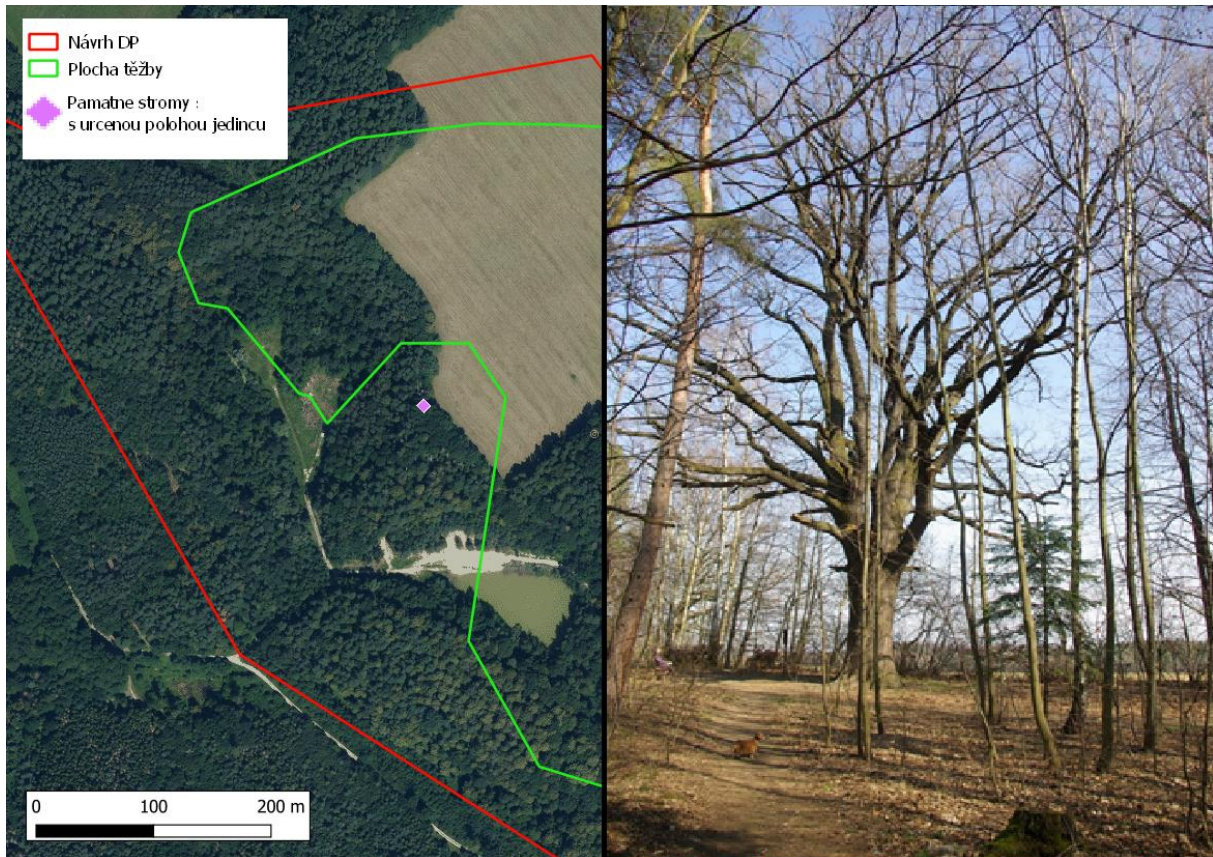 Návrh DP
Plocha těžby
Pamatne stromy :
s urcenou polohou jedincu
0 100 200 m